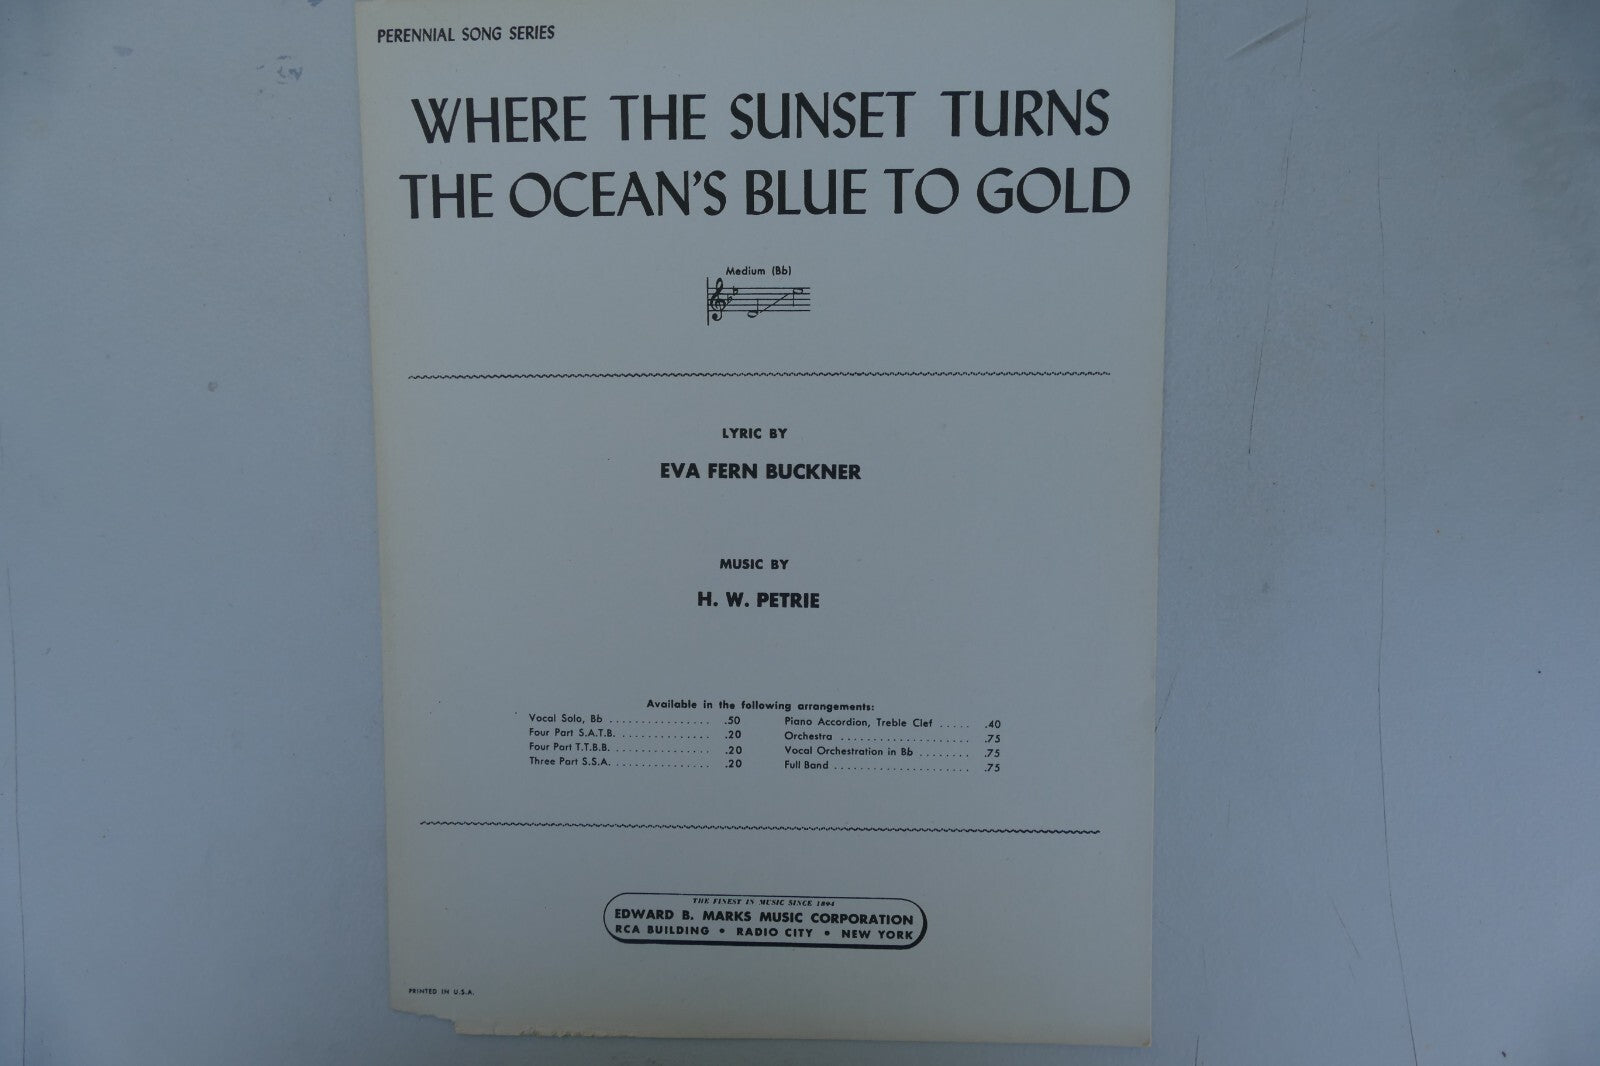 PERENNIAL SONG SERIES
WHERE THE SUNSET TURNS
THE OCEAN'S BLUE TO GOLD
Medium (Bb)
LYRIC BY
EVA FERN BUCKNER
MUSIC BY
H. W. PETRIE
Available in the following arrangements:
Vocal Solo, Bb ................ .50
Four Part S.A.T.B. .............. .20
Four Part T.T.B.B. ................ .20
Three Part S.S.A. ............... .20
Piano Accordion, Treble Clef ..... .40
Orchestra .................... .75
Vocal Orchestration in Bb ........ .75
Full Band ..................... .75
THE FINEST IN MUSIC SINCE 1894
EDWARD B. MARKS MUSIC CORPORATION
RCA BUILDING • RADIO CITY • NEW YORK
PRINTED IN U.S.A.